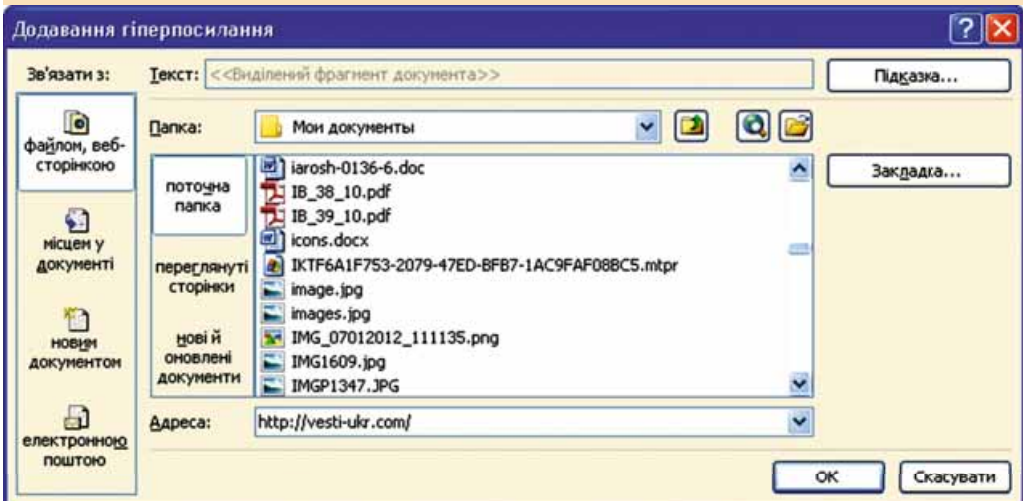 Додавання гіперпосилання
Зв'язати з:
Текст: <<Виділений фрагмент документа>>
Підказка...
файлом, веб-
сторінкою
Папка:
Мои документы
поточна
папка
iarosh-0136-6.doc
IB_38_10.pdf
IB_39_10.pdf
icons.docx
IKTF6A1F753-2079-47ED-BFB7-1AC9FAF08BC5.mtpr
image.jpg
images.jpg
IMG_07012012_111135.png
IMG1609.jpg
IMGP1347.JPG
Закладка...
місцем у
документі
переглянуті
сторінки
новим
документом
нові й
оновлені
документи
електронною
поштою
Адреса:
http://vesti-ukr.com/
ОК
Скасувати